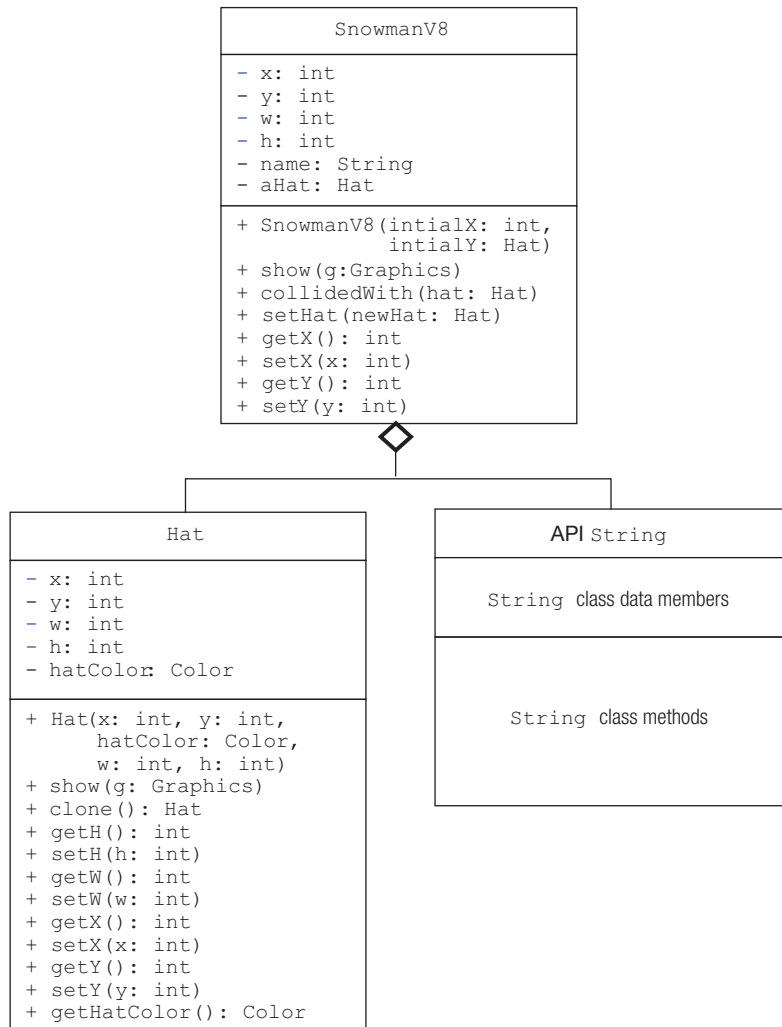 SnowmanV8
- x: int
- y: int
- w: int
- h: int
- name: String
- aHat: Hat
+ SnowmanV8(intialX: int,
intialY: Hat)
+ show(g:Graphics)
+ collidedWith(hat: Hat)
+ setHat(newHat: Hat)
+ getX(): int
+ setX(x: int)
+ getY(): int
+ setY(y: int)
Hat
- x: int
- y: int
- w: int
- h: int
- hatColor: Color
+ Hat(x: int, y: int,
hatColor: Color,
w: int, h: int)
+ show(g: Graphics)
+ clone(): Hat
+ getH(): int
+ setH(h: int)
+ getW(): int
+ setW(w: int)
+ getX(): int
+ setX(x: int)
+ getY(): int
+ setY(y: int)
+ getHatColor(): Color
API String
String class data members
String class methods